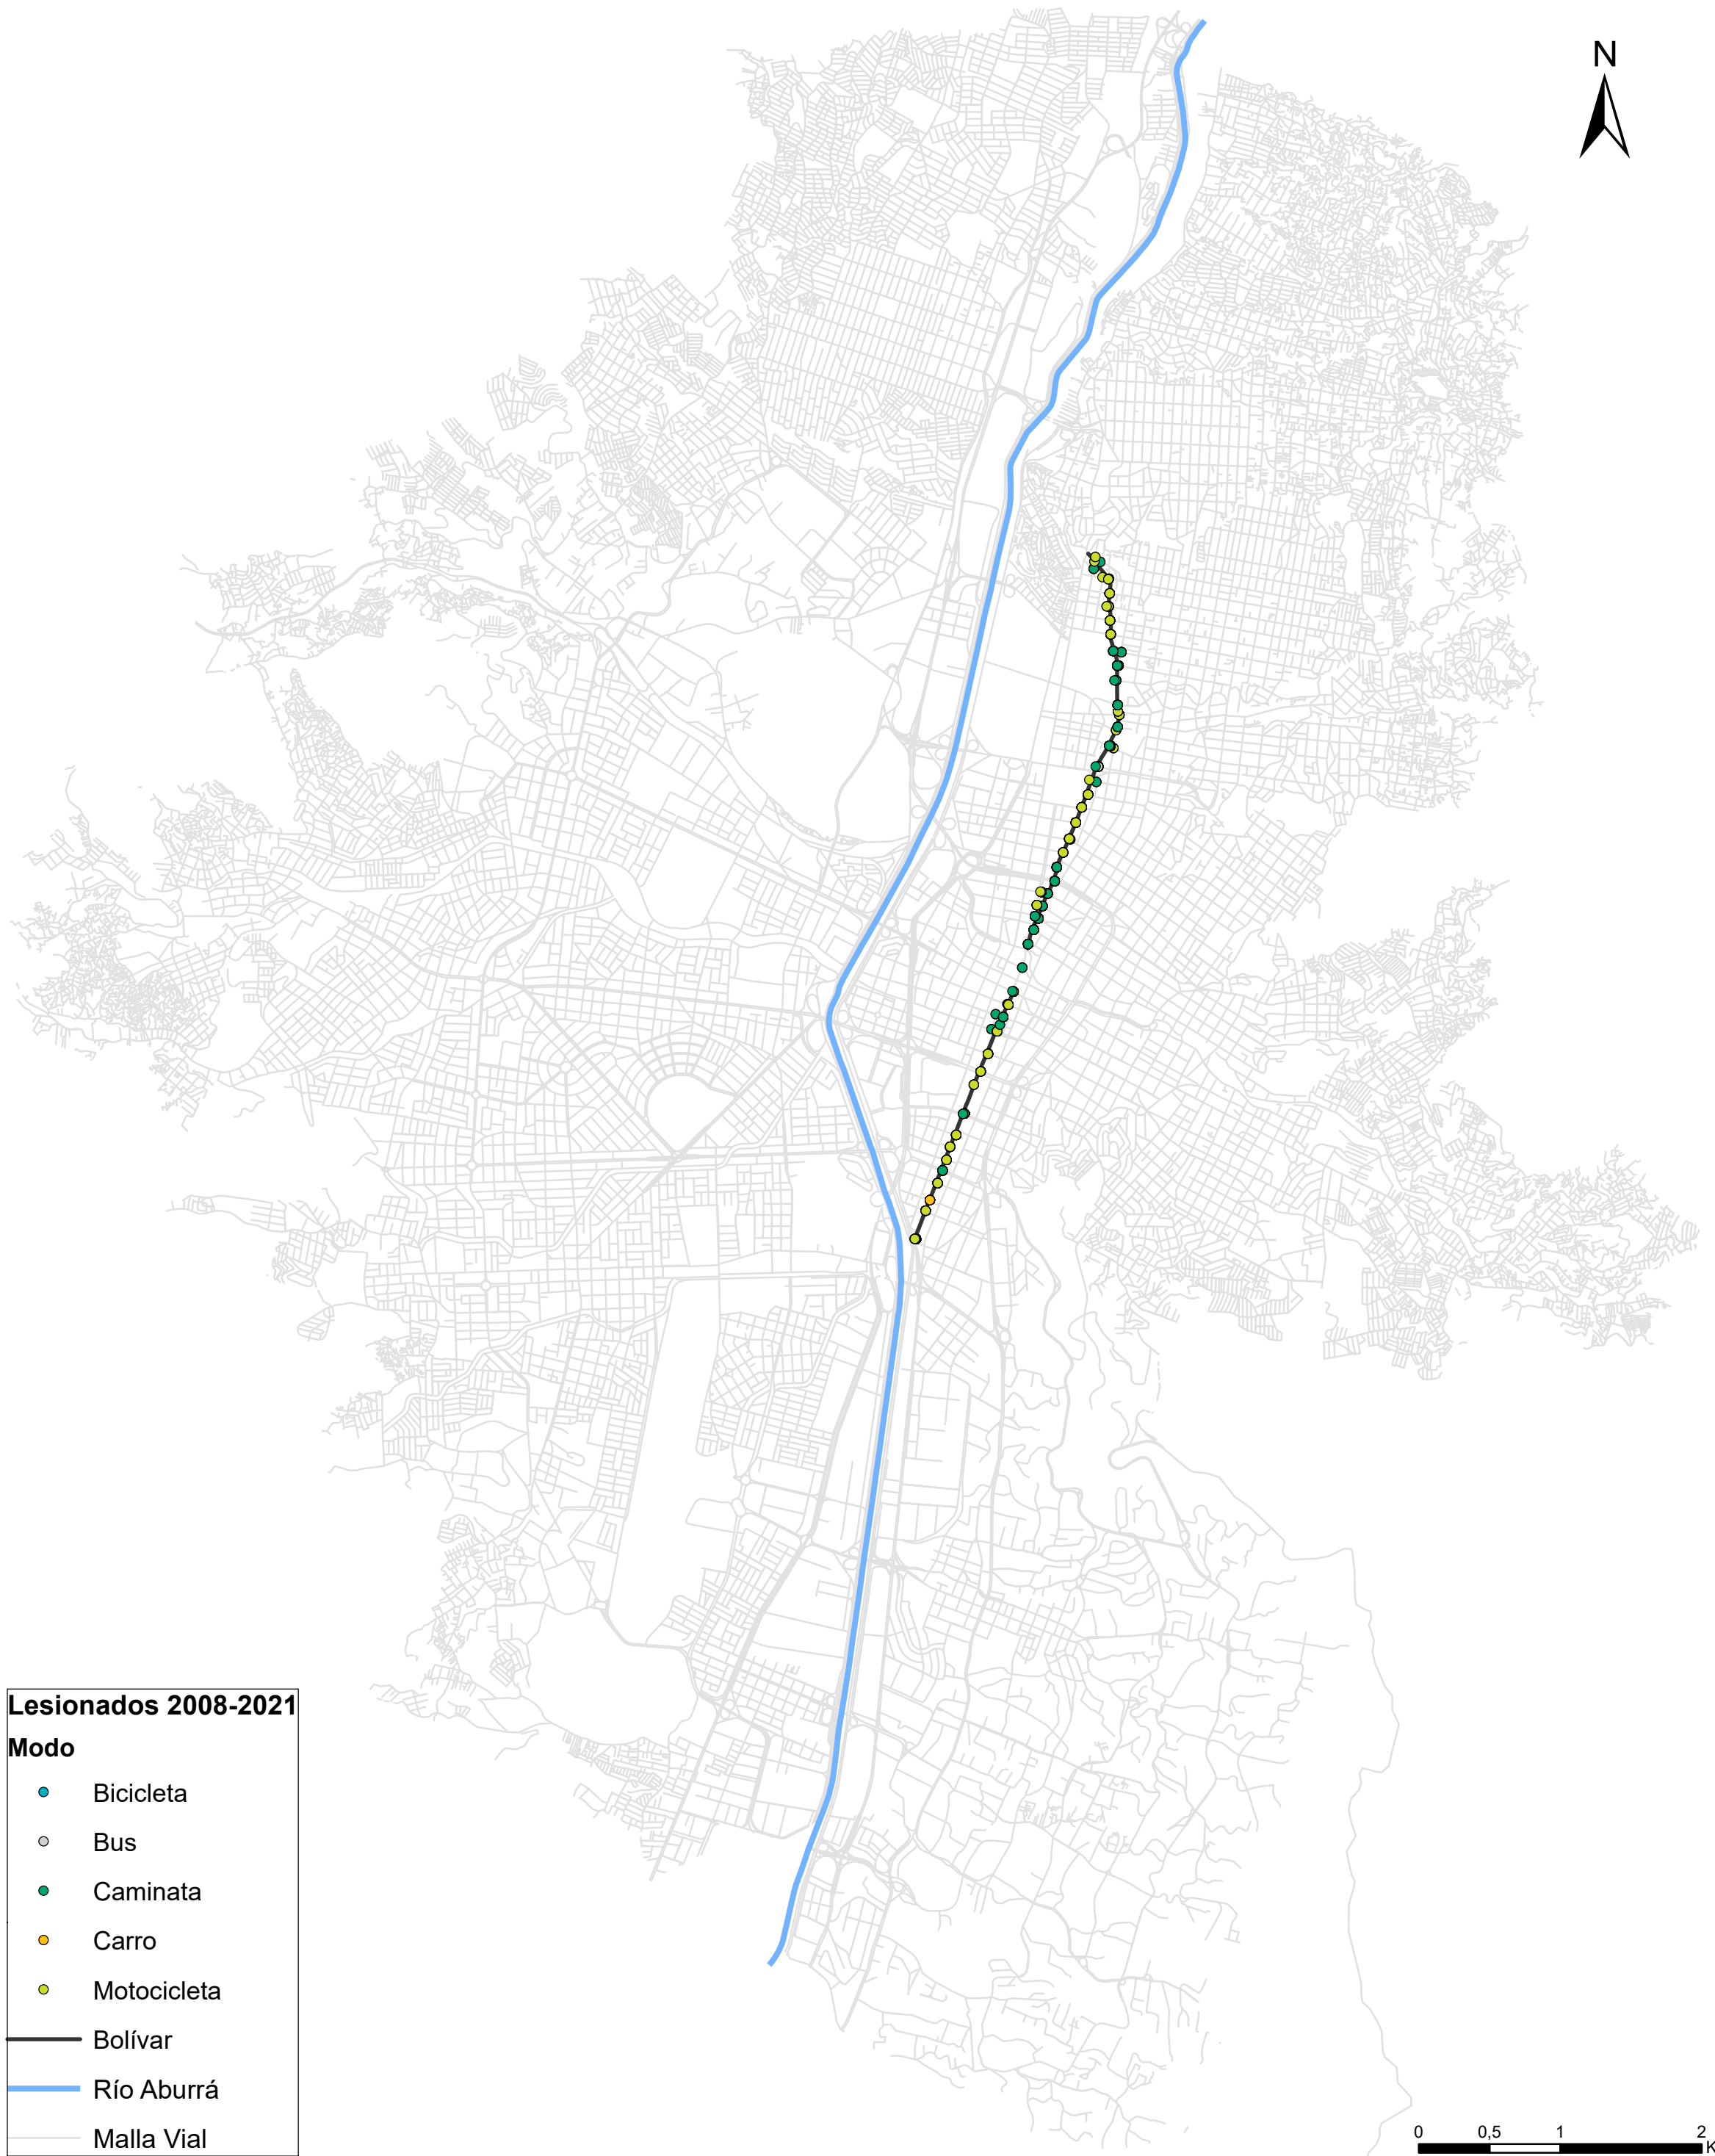 N
Lesionados 2008-2021
Modo
Bicicleta
Bus
Caminata
Carro
Motocicleta
Bolívar
Río Aburrá
Malla Vial
0 0,5 1 2
K